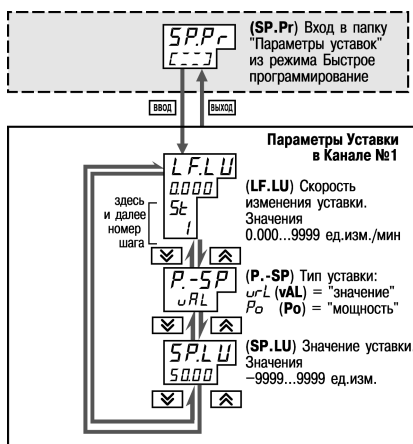 SP.Pr
(SP.Pr) Вход в папку
"Параметры уставок"
из режима Быстрое
программирование
[---]
ввод
выход
Параметры Уставки
в Канале №1
LF.LU
0.000
(LF.LU) Скорость
изменения уставки.
Значения
0.000...9999 ед.изм./мин
здесь
и далее
номер
шага
St
1
P.-SP
vAL
(P.-SP) Тип уставки:
vAL (vAL) = "значение"
Po (Po) = "мощность"
SP.LU
50.00
(SP.LU) Значение уставки.
Значения
−9999...9999 ед.изм.